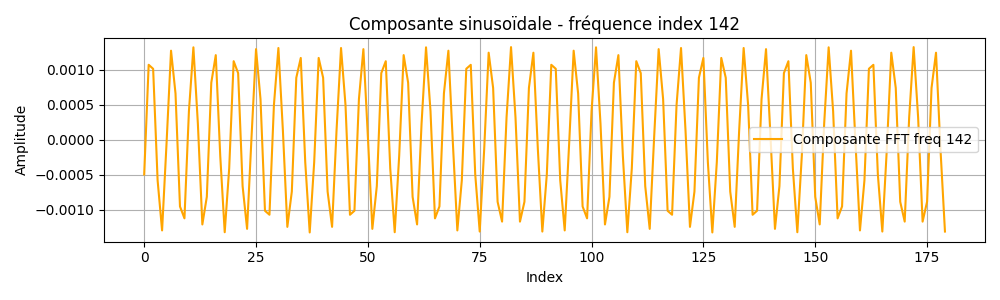 Composante sinusoïdale - fréquence index 142
Amplitude
0.0010
0.0005
0.0000
−0.0005
−0.0010
Composante FFT freq 142
0 25 50 75 100 125 150 175
Index